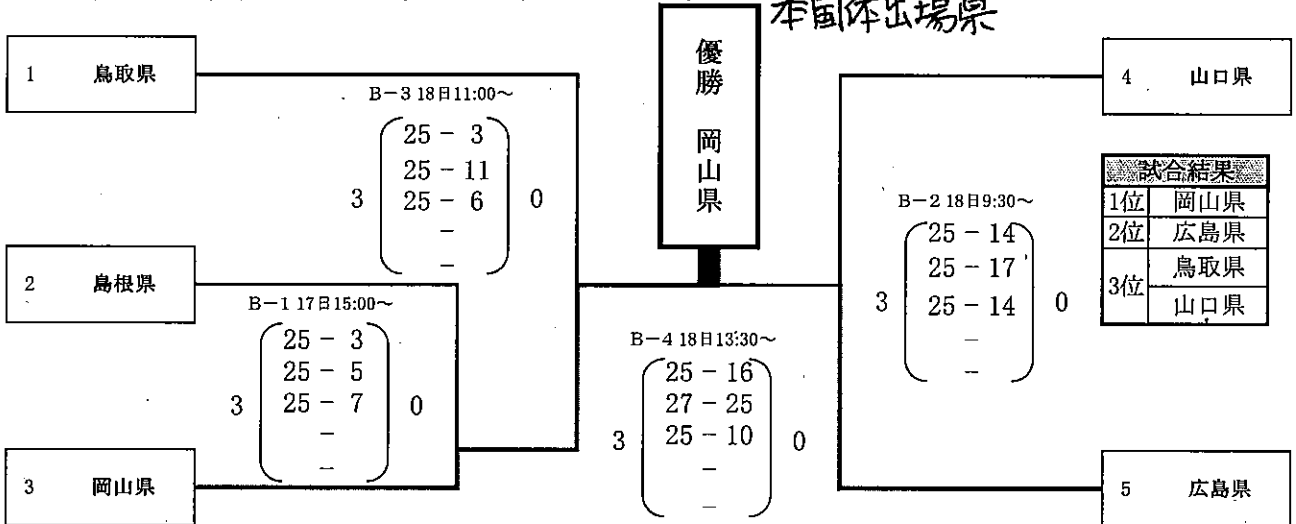 本国体出場県
優勝 岡山県
1 鳥取県
B-3 18日11:00~
25 - 3
25 - 11
3 25 - 6 0
-
-
2 島根県
B-1 17日15:00~
25 - 3
25 - 5
3 25 - 7 0
-
-
3 岡山県
B-4 18日13:30~
25 - 16
27 - 25
3 25 - 10 0
-
-
4 山口県
B-2 18日9:30~
25 - 14
25 - 17
3 25 - 14 0
-
-
5 広島県
試合結果
1位 岡山県
2位 広島県
3位 鳥取県
山口県